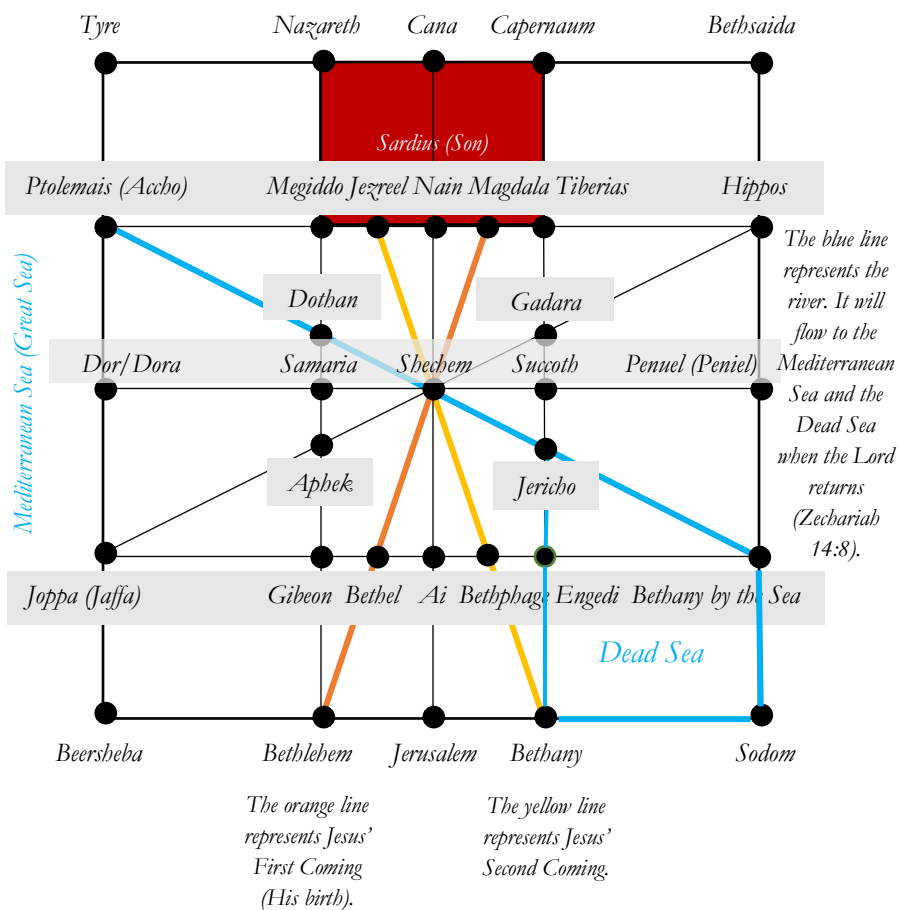 Tyre Nazareth Cana Capernaum Bethsaida
Sardius (Son)
Ptolemais (Accho) Megiddo Jezreel Nain Magdala Tiberias Hippos
Mediterranean Sea (Great Sea)
The blue line
represents the
river. It will
flow to the
Mediterranean
Sea and the
Dead Sea
when the Lord
returns
(Zechariah
14:8).
Dothan Gadara
Dor/Dora Samaria Shechem Succoth Penuel (Peniel)
Aphek Jericho
Joppa (Jaffa) Gibeon Bethel Ai Bethphage Engedi Bethany by the Sea
Dead Sea
Beersheba Bethlehem Jerusalem Bethany Sodom
The orange line
represents Jesus’
First Coming
(His birth).
The yellow line
represents Jesus’
Second Coming.